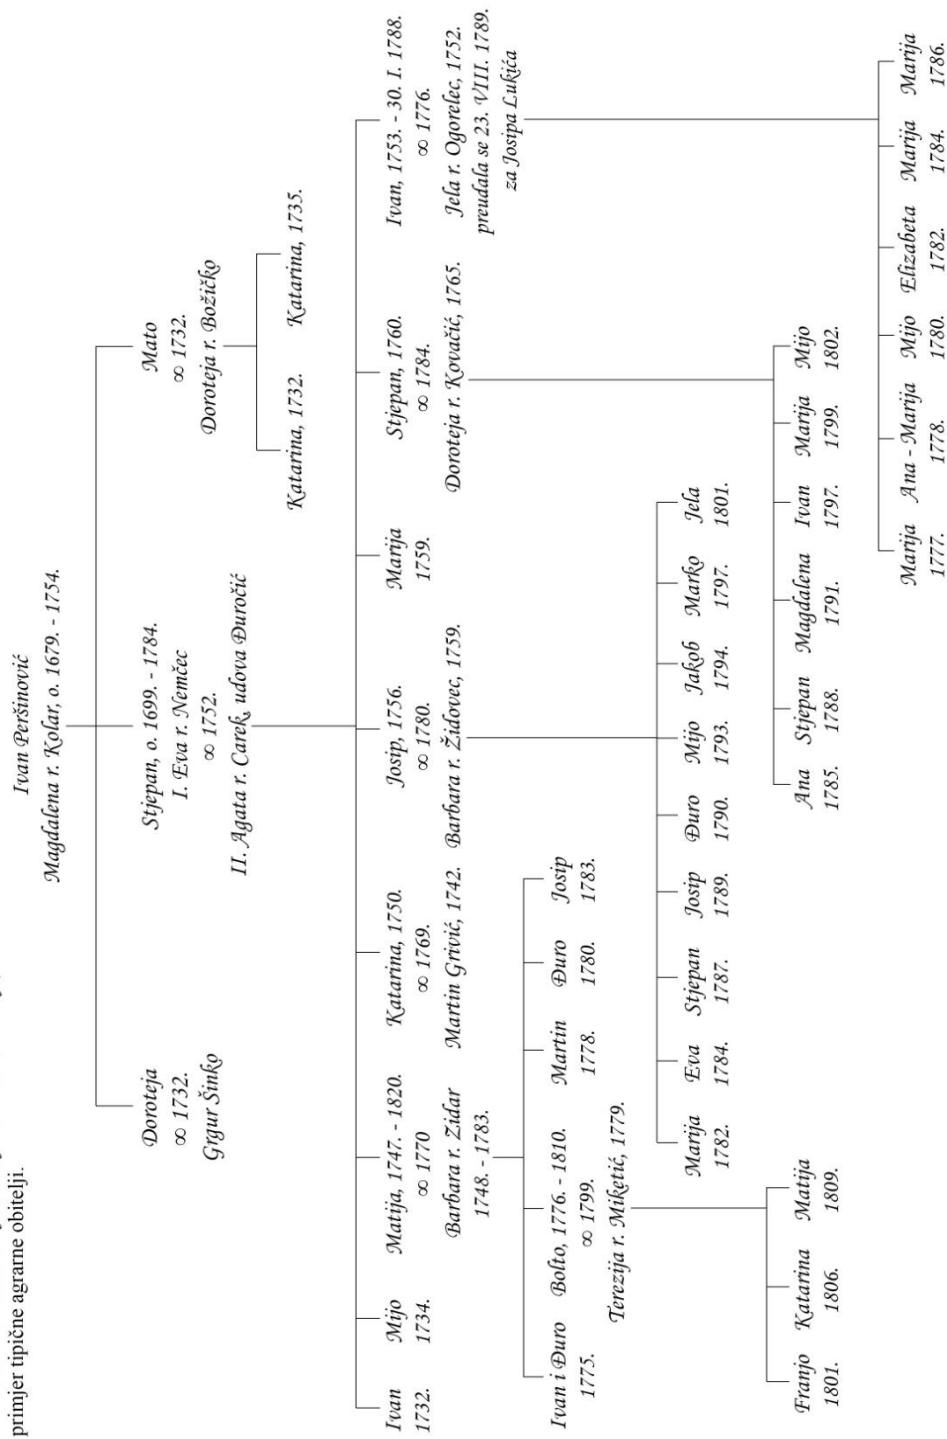 primjer tipične agrarne obitelji.
Ivan Peršinović
Magdalena r. Kolar, o. 1679. - 1754.
Doroteja
∞ 1732.
Grgur Šinko
Stjepan, o. 1699. - 1784.
I. Eva r. Nemčec
∞ 1752.
II. Agata r. Carek, udova Đuročić
Mato
∞ 1732.
Doroteja r. Božičko
Katarina, 1732.
Katarina, 1735.
Ivan
1732.
Mijo
1734.
Matija, 1747. - 1820.
∞ 1770
Barbara r. Zidar
1748. - 1783.
Katarina, 1750.
∞ 1769.
Martin Grivić, 1742.
Josip, 1756.
∞ 1780.
Barbara r. Židovec, 1759.
Marija
1759.
Stjepan, 1760.
∞ 1784.
Doroteja r. Kovačić, 1765.
Ivan, 1753. - 30. I. 1788.
∞ 1776.
Jela r. Ogorelec, 1752.
preudala se 23. VIII. 1789.
za Josipa Lukića
Ivan i Đuro
1775.
Bolto, 1776. - 1810.
∞ 1799.
Terezija r. Miketić, 1779.
Martin
1778.
Đuro
1780.
Josip
1783.
Marija
1782.
Eva
1784.
Stjepan
1787.
Josip
1789.
Đuro
1790.
Mijo
1793.
Jakob
1794.
Marko
1797.
Jela
1801.
Franjo
1801.
Katarina
1806.
Matija
1809.
Ana
1785.
Stjepan
1788.
Magdalena
1791.
Ivan
1797.
Marija
1799.
Mijo
1802.
Marija
1777.
Ana - Marija
1778.
Mijo
1780.
Elizabeta
1782.
Marija
1784.
Marija
1786.